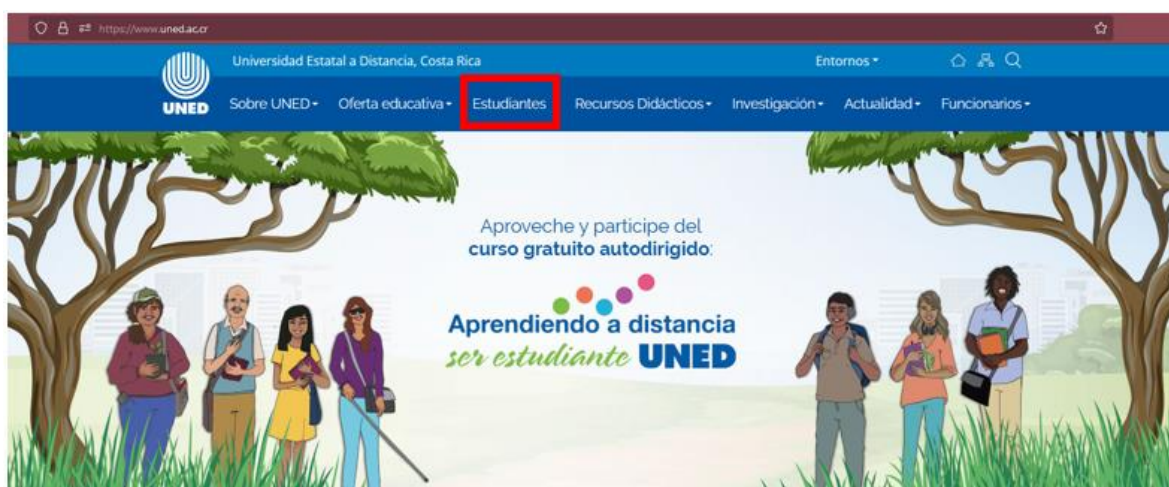 https://www.uned.ac.cr
Universidad Estatal a Distancia, Costa Rica
Entornos
UNED
Sobre UNED
Oferta educativa
Estudiantes
Recursos Didácticos
Investigación
Actualidad
Funcionarios
Aproveche y participe del
curso gratuito autodirigido:
Aprendiendo a distancia
ser estudiante UNED